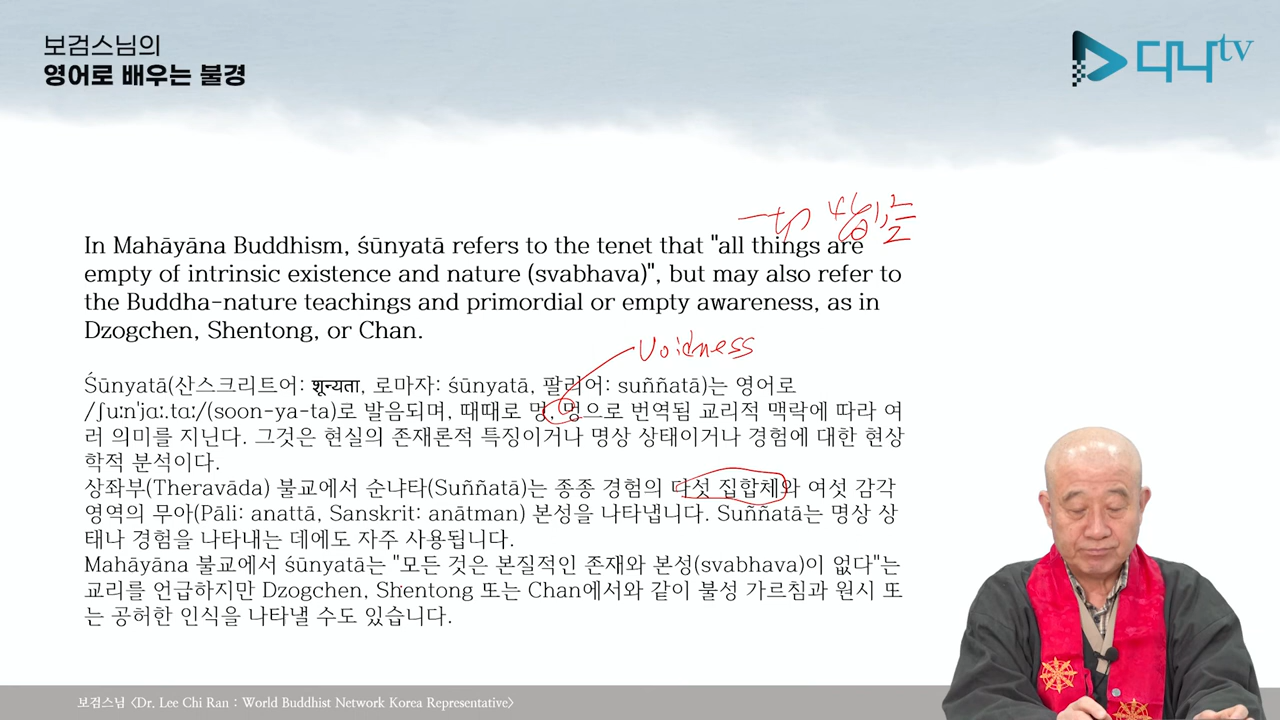 보검스님의
영어로 배우는 불경
디나tv
一切 皆空
In Mahāyāna Buddhism, śūnyatā refers to the tenet that "all things are
empty of intrinsic existence and nature (svabhava)", but may also refer to
the Buddha-nature teachings and primordial or empty awareness, as in
Dzogchen, Shentong, or Chan.
Voidness
Śūnyatā(산스크리트어: शून्यता, 로마자: śūnyatā, 팔리어: suññatā)는 영어로
/ʃuːnˈjɑː.tɑː/(soon-ya-ta)로 발음되며, 때때로 멍, 멍으로 번역됨 교리적 맥락에 따라 여
러 의미를 지닌다. 그것은 현실의 존재론적 특징이거나 명상 상태이거나 경험에 대한 현상
학적 분석이다.
상좌부(Theravāda) 불교에서 순냐타(Suññatā)는 종종 경험의 다섯 집합체와 여섯 감각
영역의 무아(Pāli: anattā, Sanskrit: anātman) 본성을 나타냅니다. Suññatā는 명상 상
태나 경험을 나타내는 데에도 자주 사용됩니다.
Mahāyāna 불교에서 śūnyatā는 "모든 것은 본질적인 존재와 본성(svabhava)이 없다"는
교리를 언급하지만 Dzogchen, Shentong 또는 Chan에서와 같이 불성 가르침과 원시 또
는 공허한 인식을 나타낼 수도 있습니다.
보검스님 〈Dr. Lee Chi Ran : World Buddhist Network Korea Representative〉